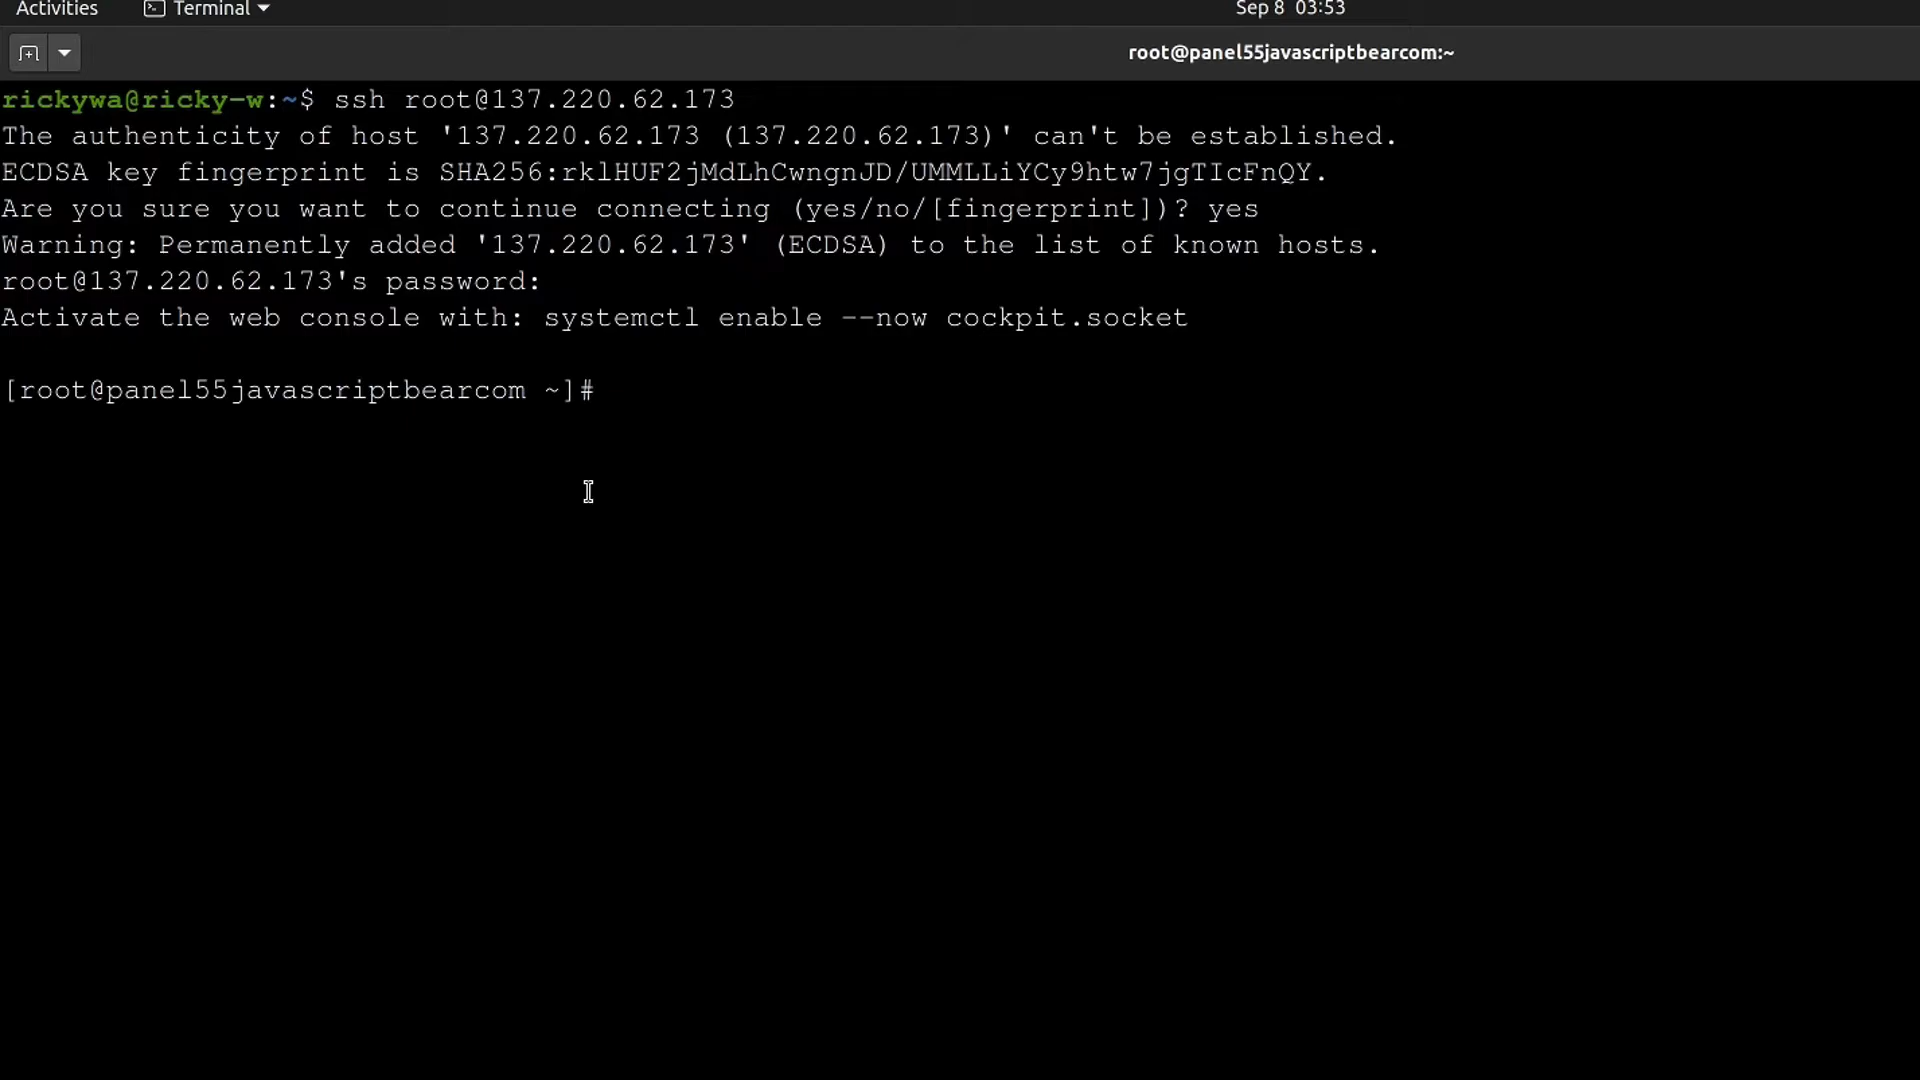 Activities Terminal Sep 8 03:53
root@panel55javascriptbearcom:~
rickywa@ricky-w:~$ ssh root@137.220.62.173
The authenticity of host '137.220.62.173 (137.220.62.173)' can't be established.
ECDSA key fingerprint is SHA256:rklHUF2jMdLhCwngnJD/UMMLLiYCy9htw7jgTIcFnQY.
Are you sure you want to continue connecting (yes/no/[fingerprint])? yes
Warning: Permanently added '137.220.62.173' (ECDSA) to the list of known hosts.
root@137.220.62.173's password:
Activate the web console with: systemctl enable --now cockpit.socket
[root@panel55javascriptbearcom ~]#